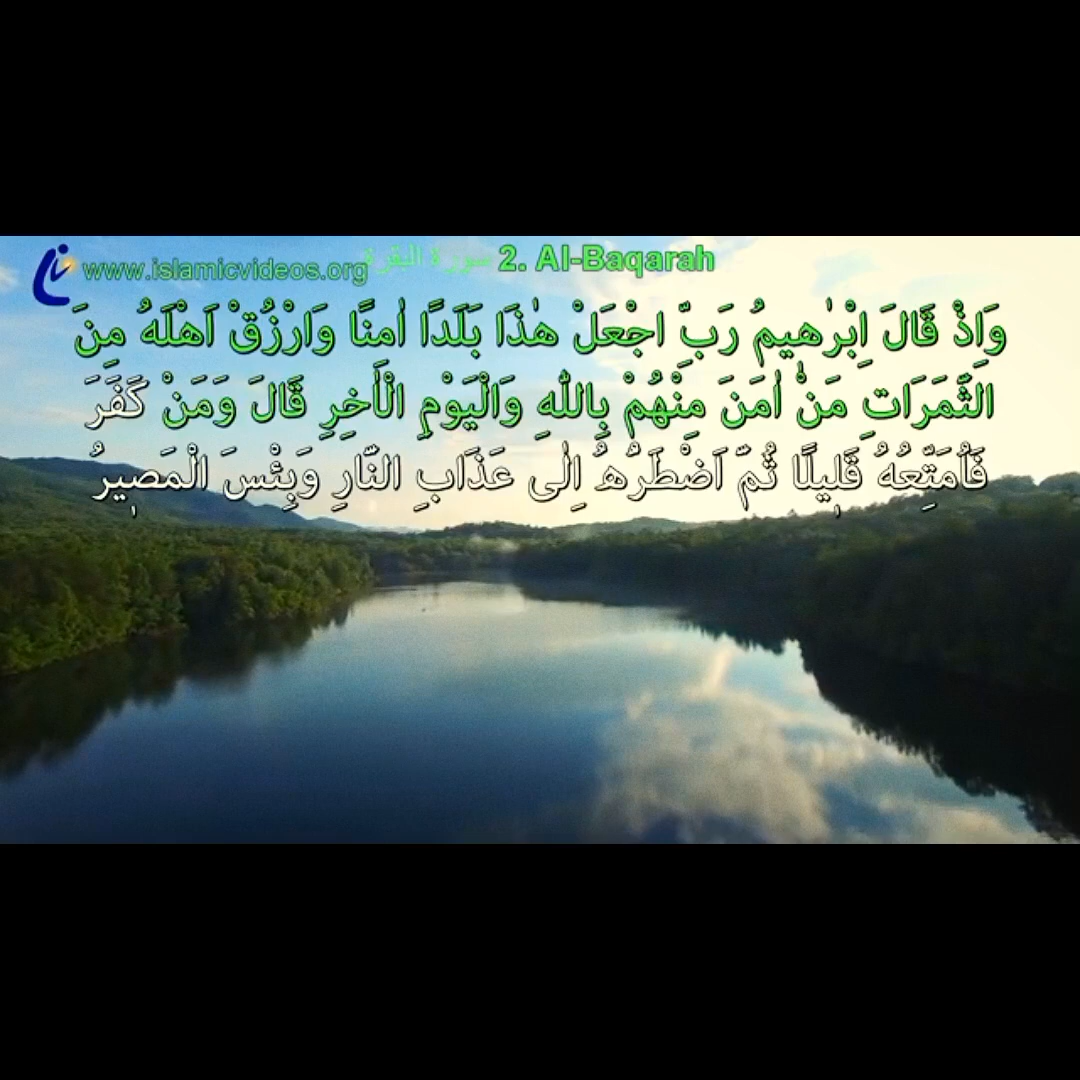 www.islamicvideos.org
سورة البقرة 2. Al-Baqarah
وَاِذْ قَالَ اِبْرٰهٖيمُ رَبِّ اجْعَلْ هٰذَا بَلَدًا اٰمِنًا وَارْزُقْ اَهْلَهُ مِنَ
الثَّمَرَاتِ مَنْ اٰمَنَ مِنْهُمْ بِاللّٰهِ وَالْيَوْمِ الْاَخِرِ قَالَ وَمَنْ كَفَرَ
فَاُمَتِّعُهُ قَلٖيلًا ثُمَّ اَضْطَرُّهُ اِلٰى عَذَابِ النَّارِ وَبِئْسَ الْمَصٖيرُ